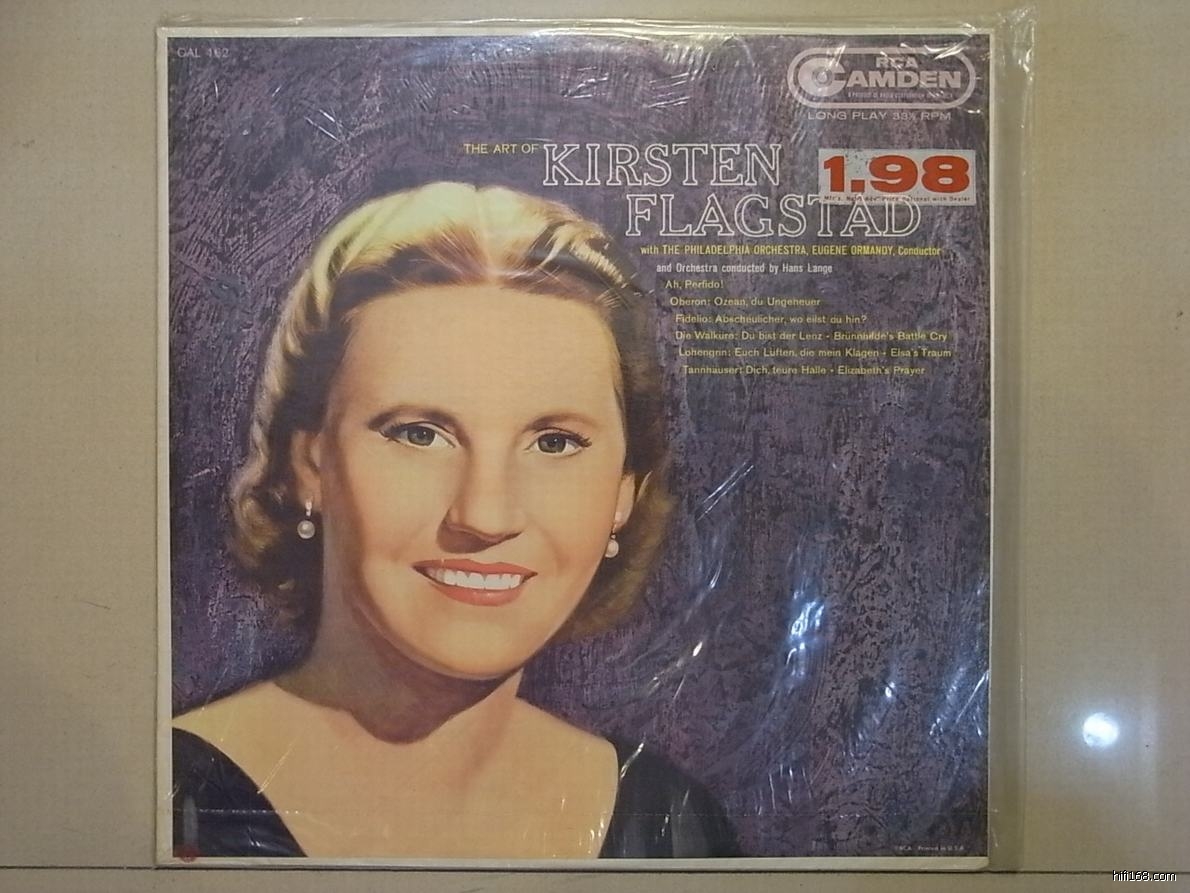 CAL 462
RCA
CAMDEN
LONG PLAY 33⅓ RPM
THE ART OF KIRSTEN
FLAGSTAD
1.98
with THE PHILADELPHIA ORCHESTRA, EUGENE ORMANDY, Conductor
and Orchestra conducted by Hans Lange
Ah, Perfido!
Oberon: Ozean, du Ungeheuer
Fidelio: Abscheulicher, wo eilst du hin?
Die Walküre: Du bist der Lenz - Brünnhilde's Battle Cry
Lohengrin: Euch Lüften, die mein Klagen - Elsa's Traum
Tannhäuser: Dich, teure Halle - Elizabeth's Prayer
©RCA Printed in U.S.A.
hifi168.com